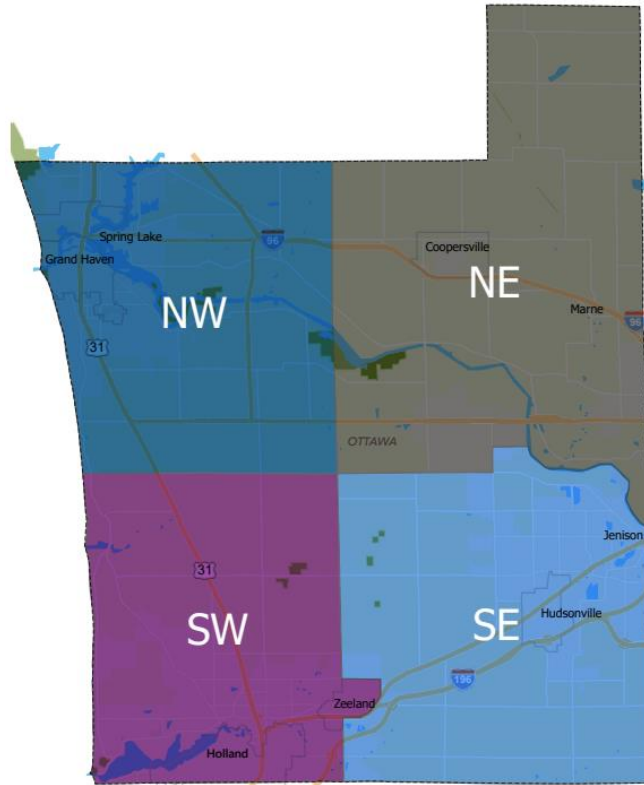 Spring Lake
96
Coopersville
Grand Haven
NW
NE
Marne
96
31
OTTAWA
Jenison
31
Hudsonville
SW
SE
196
Zeeland
Holland